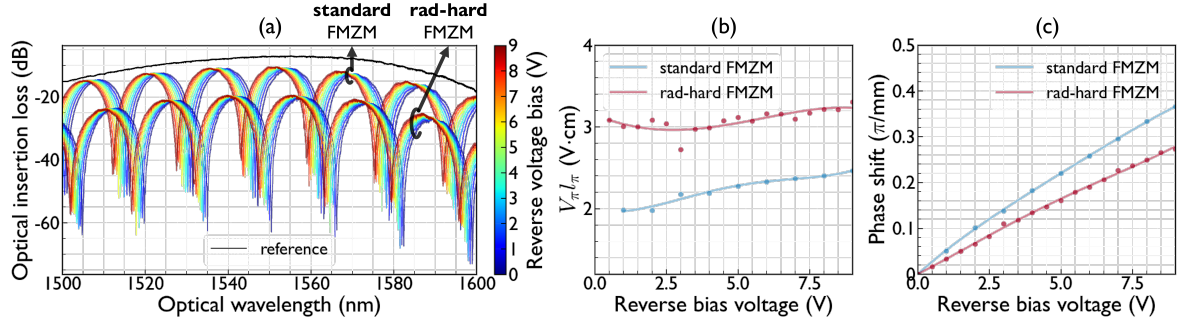 (a)
standard
FMZM
rad-hard
FMZM
Optical insertion loss (dB)
-20
-40
-60
1500
1520
1540
1560
1580
1600
Optical wavelength (nm)
reference
9
8
7
6
5
4
3
2
1
0
Reverse voltage bias (V)
(b)
standard FMZM
rad-hard FMZM
4
3
2
1
V_π l_π (V·cm)
0.0
2.5
5.0
7.5
Reverse bias voltage (V)
(c)
standard FMZM
rad-hard FMZM
0.5
0.4
0.3
0.2
0.1
0
Phase shift (π/mm)
0.0
2.5
5.0
7.5
Reverse bias voltage (V)